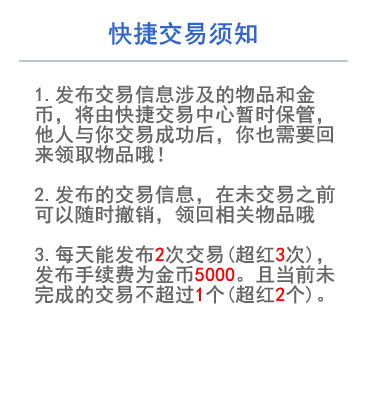 快捷交易须知
1.发布交易信息涉及的物品和金
币，将由快捷交易中心暂时保管，
他人与你交易成功后，你也需要回
来领取物品哦！
2.发布的交易信息，在未交易之前
可以随时撤销，领回相关物品哦
3.每天能发布2次交易(超红3次)，
发布手续费为金币5000。且当前未
完成的交易不超过1个(超红2个)。